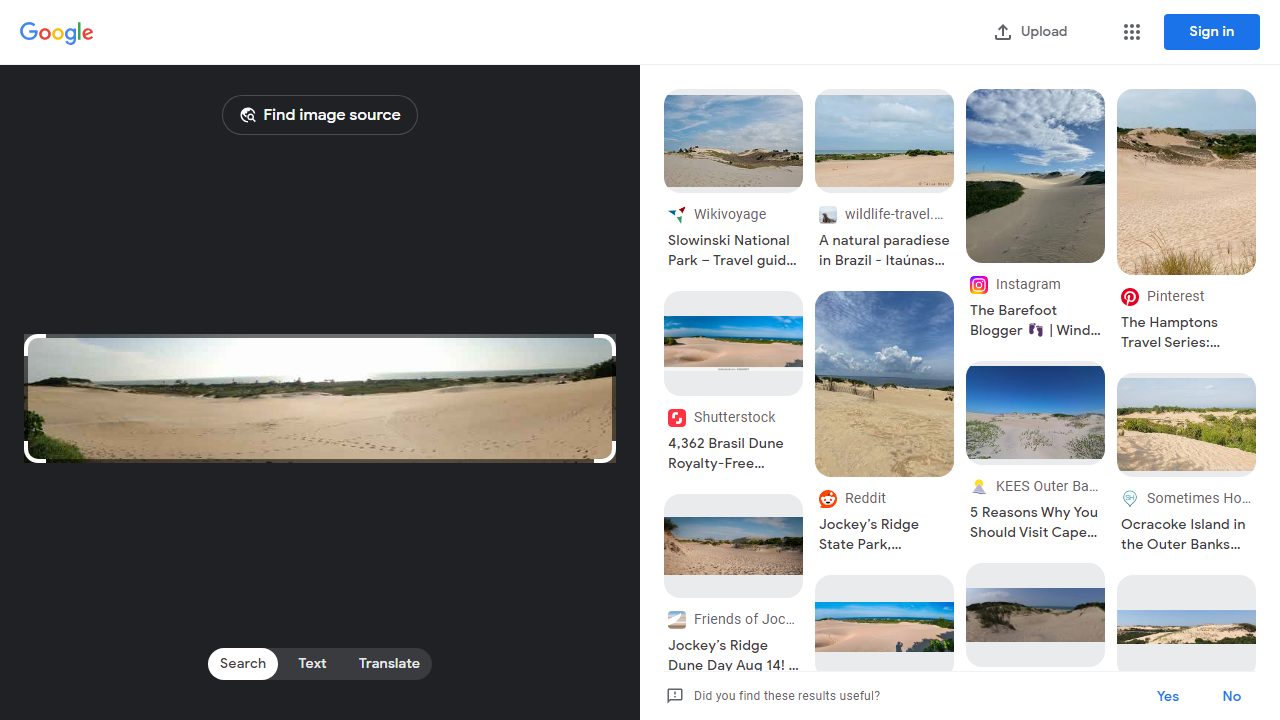 Google
Upload
Sign in
Find image source
Search
Text
Translate
Wikivoyage
Slowinski National
Park – Travel guid...
Shutterstock
4,362 Brasil Dune
Royalty-Free...
Friends of Joc...
Jockey's Ridge
Dune Day Aug 14! ...
wildlife-travel....
A natural paradiese
in Brazil - Itaúnas...
Reddit
Jockey's Ridge
State Park,...
Instagram
The Barefoot
Blogger 👣 | Wind...
KEES Outer Ba...
5 Reasons Why You
Should Visit Cape...
Pinterest
The Hamptons
Travel Series:...
Sometimes Ho...
Ocracoke Island in
the Outer Banks...
Did you find these results useful?
Yes
No